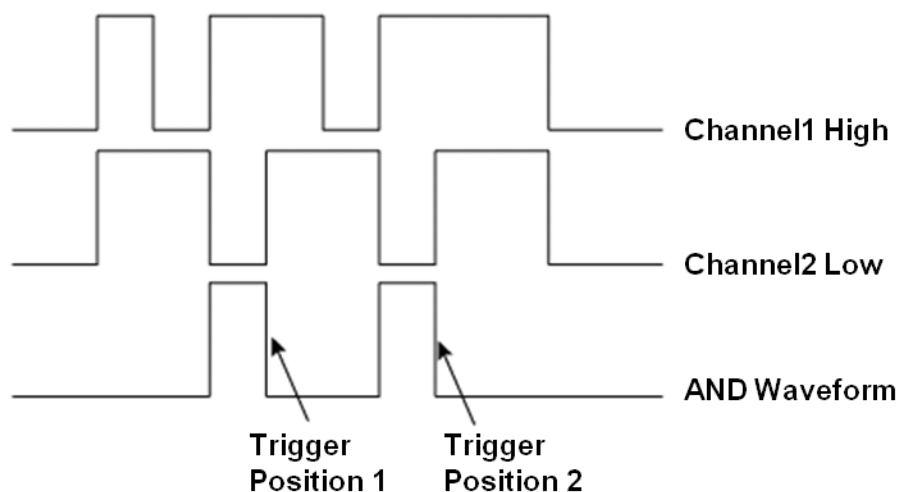 Channel1 High
Channel2 Low
AND Waveform
Trigger
Position 1
Trigger
Position 2